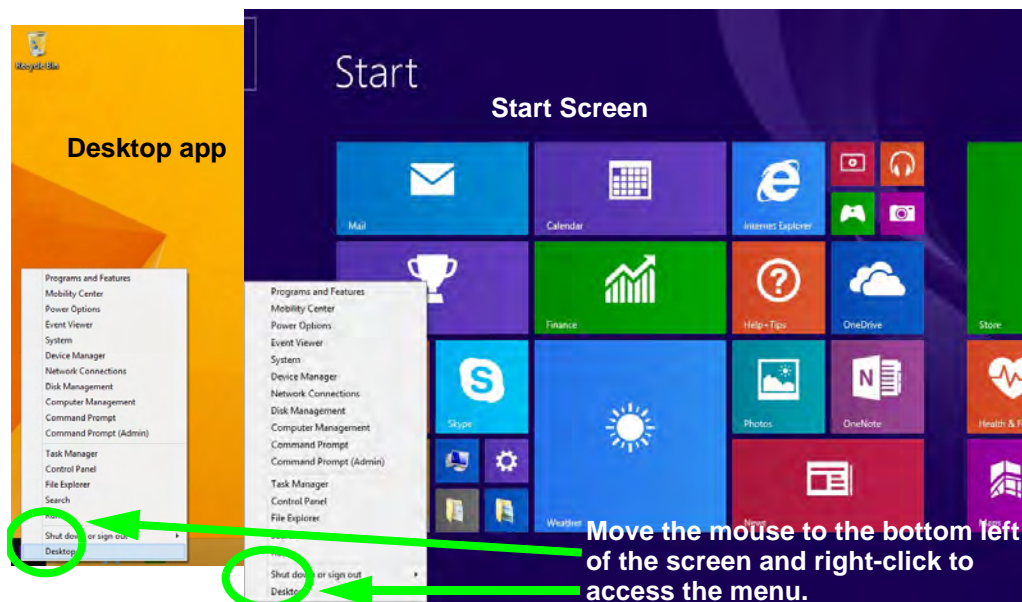 Recycle Bin
Desktop app
Programs and Features
Mobility Center
Power Options
Event Viewer
System
Device Manager
Network Connections
Disk Management
Computer Management
Command Prompt
Command Prompt (Admin)
Task Manager
Control Panel
File Explorer
Search
Shut down or sign out
Desktop
Start
Start Screen
Mail
Calendar
Internet Explorer
Finance
Help+Tips
OneDrive
Store
Skype
Photos
OneNote
Health & F
Weather
News
Maps
Programs and Features
Mobility Center
Power Options
Event Viewer
System
Device Manager
Network Connections
Disk Management
Computer Management
Command Prompt
Command Prompt (Admin)
Task Manager
Control Panel
File Explorer
Shut down or sign out
Desktop
Move the mouse to the bottom left
of the screen and right-click to
access the menu.